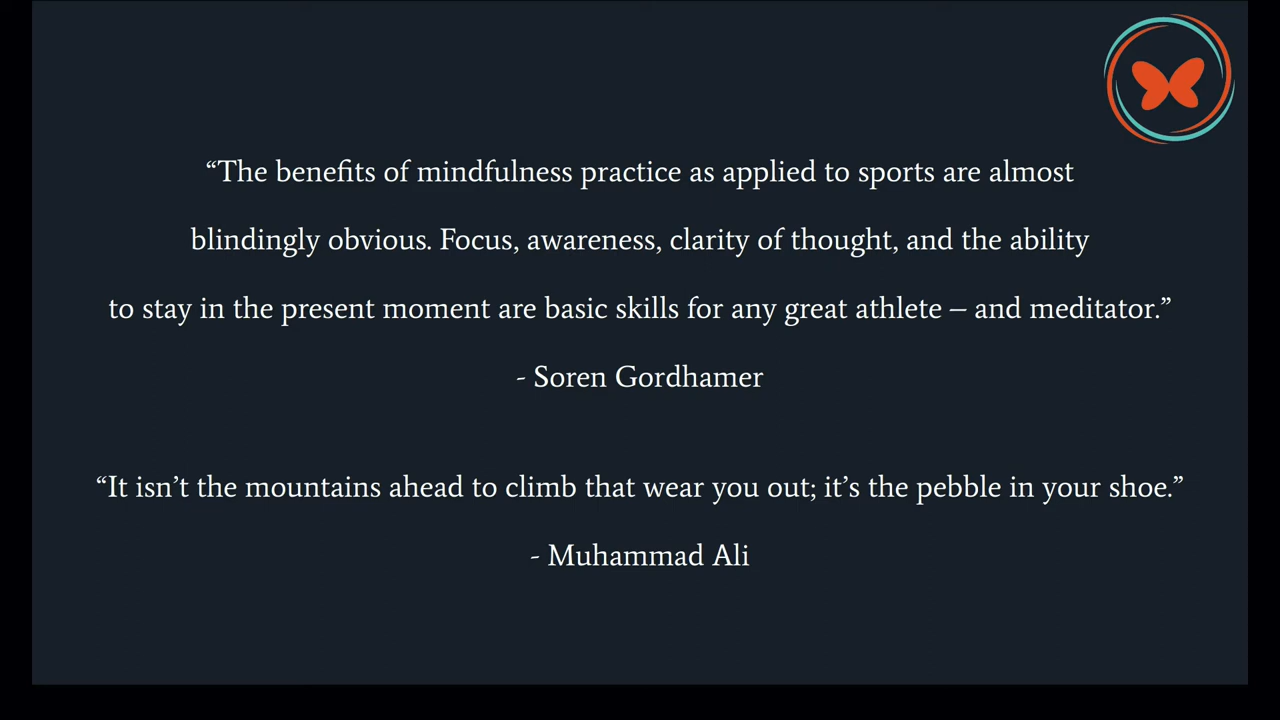 “The benefits of mindfulness practice as applied to sports are almost
blindingly obvious. Focus, awareness, clarity of thought, and the ability
to stay in the present moment are basic skills for any great athlete – and meditator.”
- Soren Gordhamer
“It isn’t the mountains ahead to climb that wear you out; it’s the pebble in your shoe.”
- Muhammad Ali